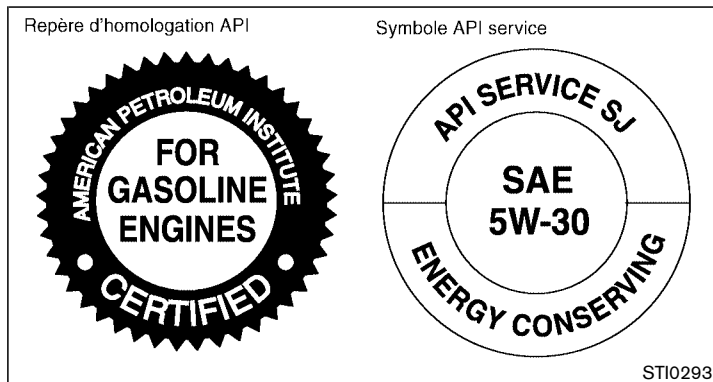 Repère d'homologation API
AMERICAN PETROLEUM INSTITUTE
FOR
GASOLINE
ENGINES
CERTIFIED
Symbole API service
API SERVICE SJ
SAE
5W-30
ENERGY CONSERVING
STI0293